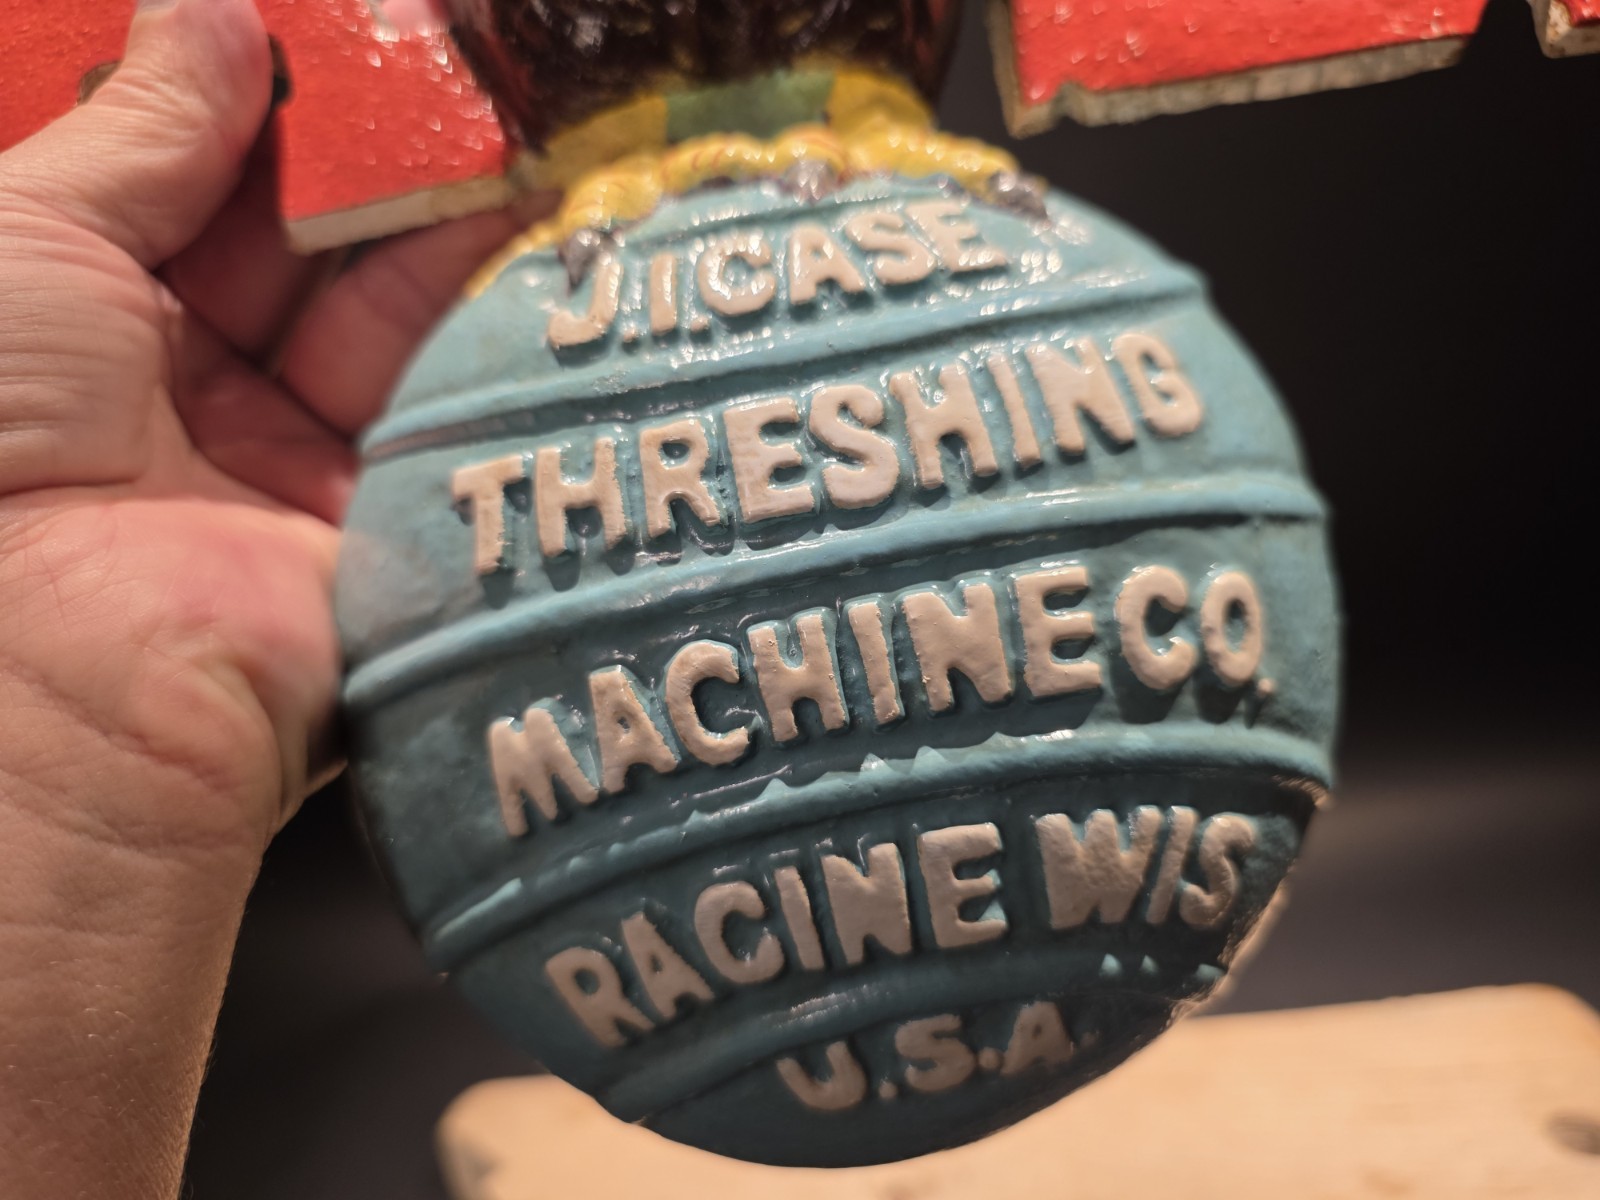 J.I.CASE
THRESHING
MACHINE CO.
RACINE WIS
U.S.A.